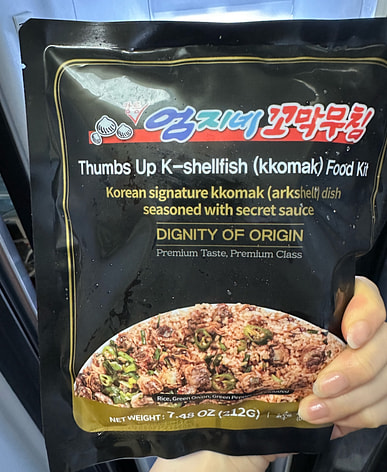 엄지네 꼬막무침
Thumbs Up K-shellfish (kkomak) Food Kit
Korean signature kkomak (arkshell) dish
seasoned with secret sauce
DIGNITY OF ORIGIN
Premium Taste, Premium Class
Rice, Green Onion, Green Pepper
NET WEIGHT: 7.48 OZ (212G)